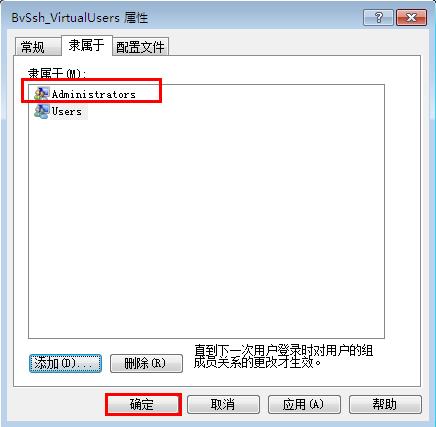 BvSsh_VirtualUsers 属性
常规 隶属于 配置文件
隶属于(M):
Administrators
Users
添加(D)... 删除(R)
直到下一次用户登录时对用户的组
成员关系的更改才生效。
确定 取消 应用(A) 帮助